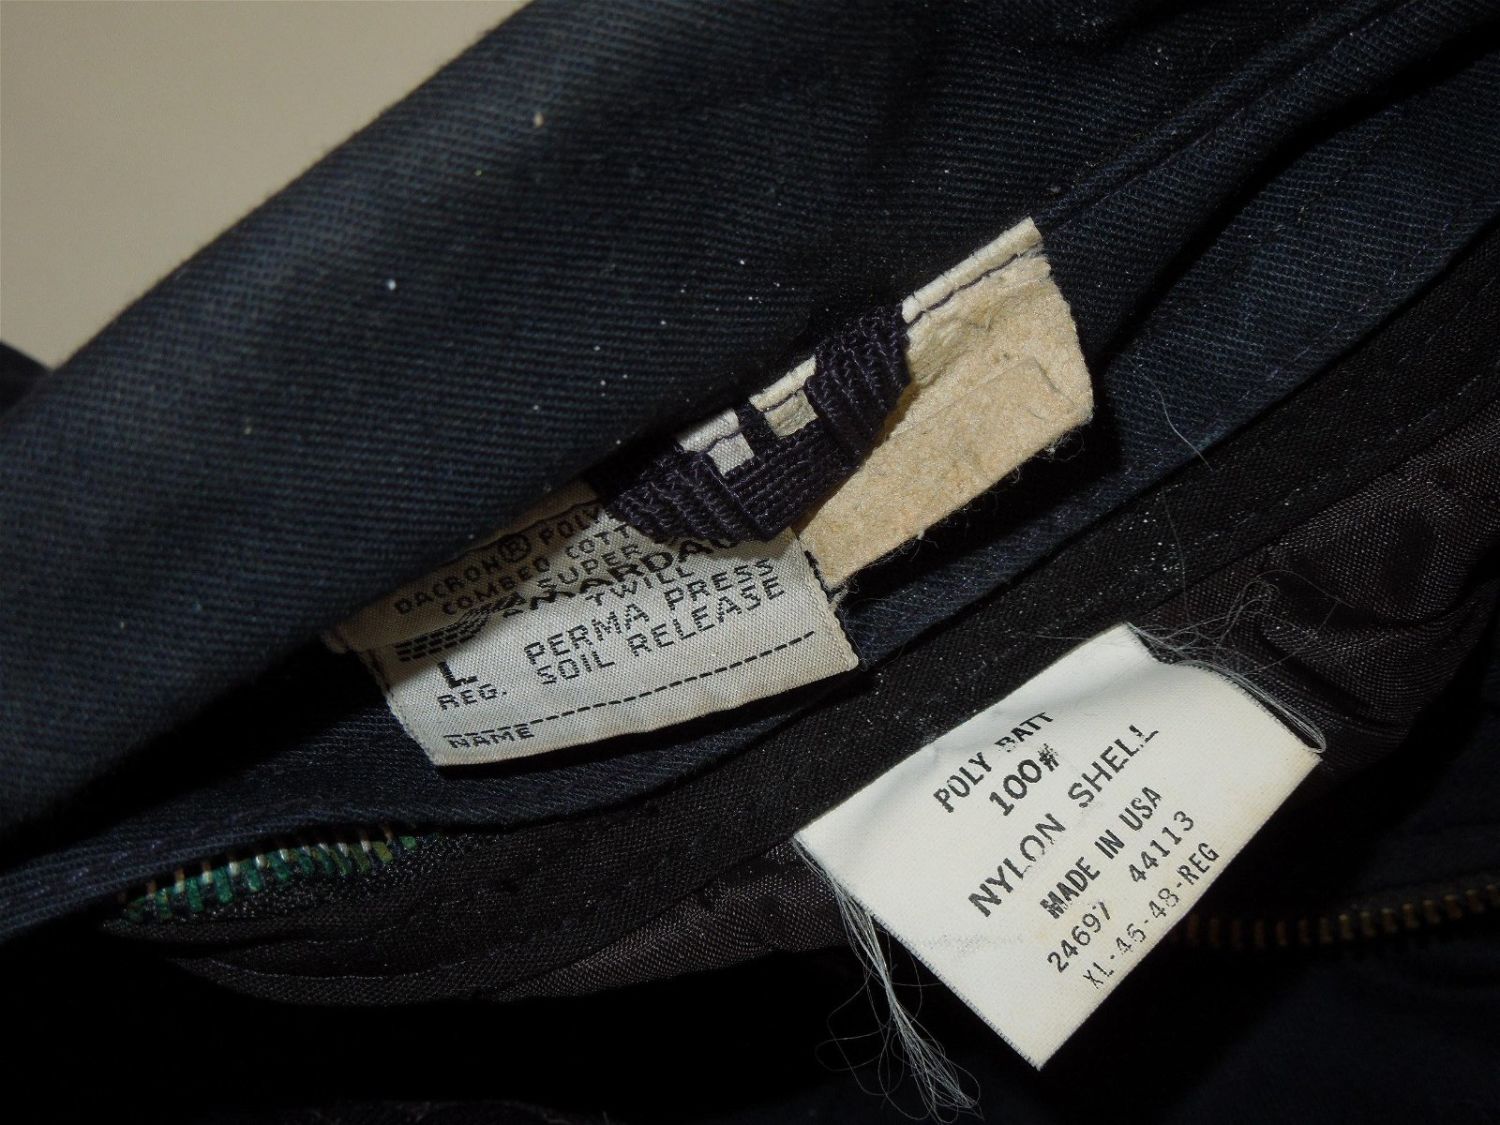 DACRON® POLY
COMBED COTT
SUPER
TWILL
L PERMA PRESS
REG. SOIL RELEASE
NAME
POLY BATT
100#
NYLON SHELL
MADE IN USA
24697 44113
XL-46-48-REG